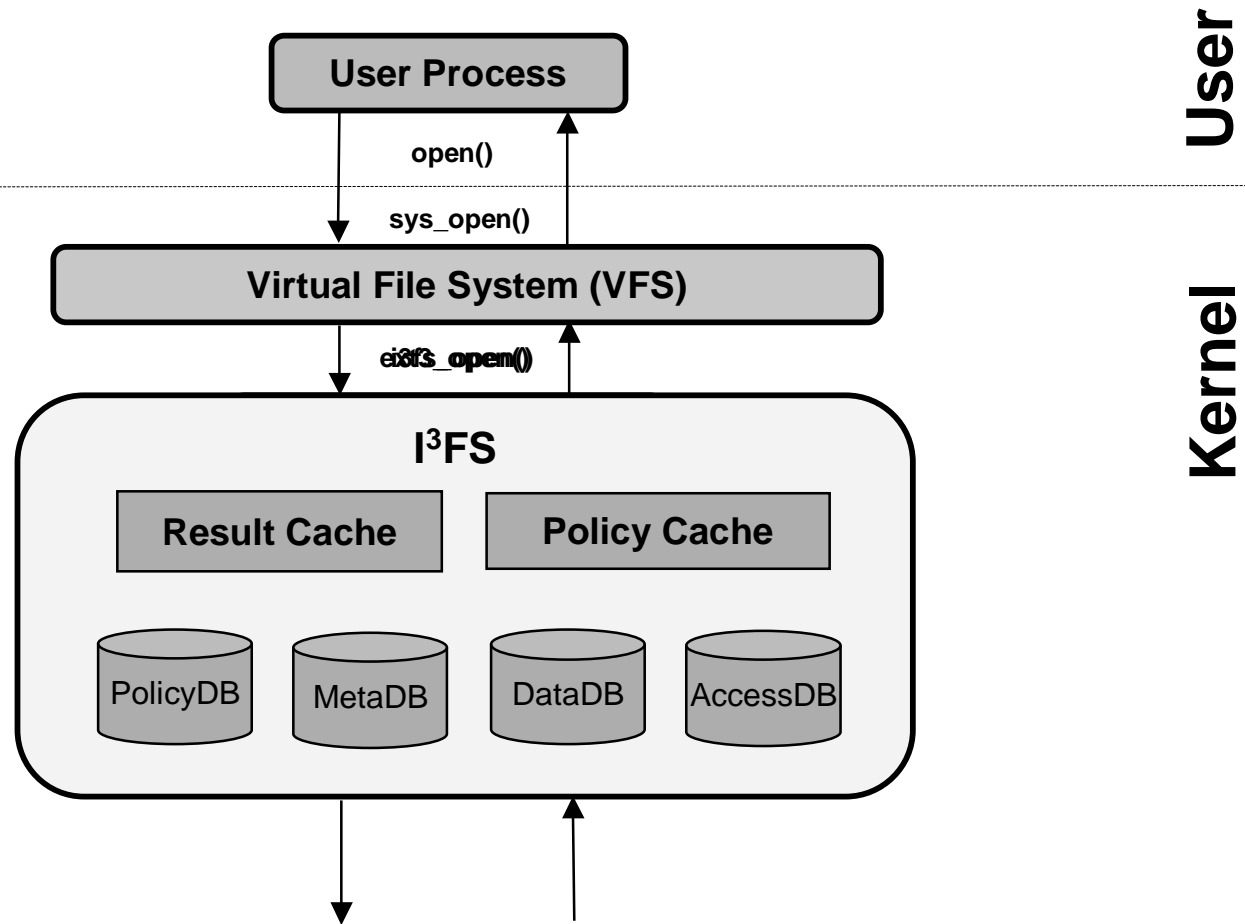 User Process
User
open()
sys_open()
Virtual File System (VFS)
Kernel
I³FS
Result Cache
Policy Cache
PolicyDB
MetaDB
DataDB
AccessDB